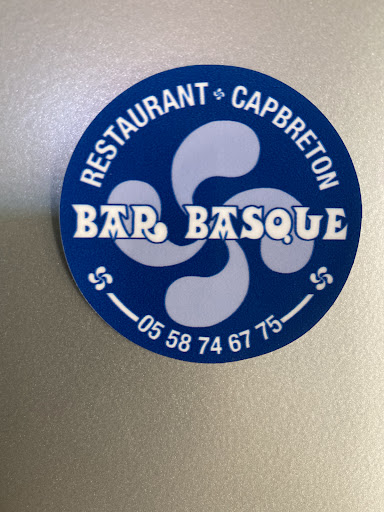 RESTAURANT CAPBRETON
BAR BASQUE
05 58 74 67 75